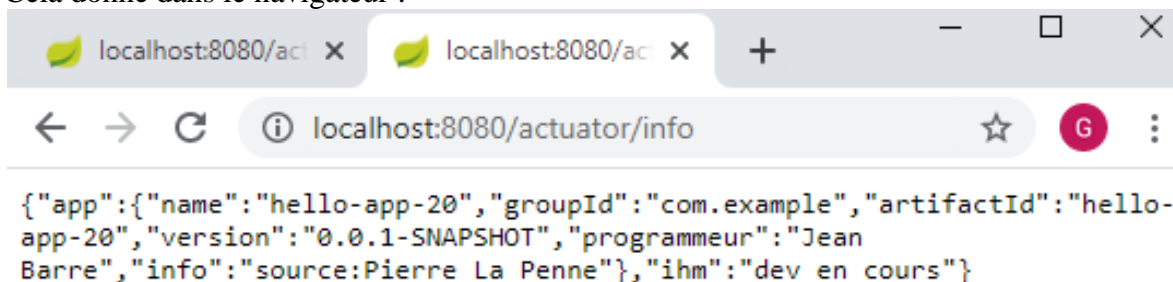 Cela donne dans le navigateur :
localhost:8080/act
localhost:8080/ac
localhost:8080/actuator/info
G
{"app":{"name":"hello-app-20","groupId":"com.example","artifactId":"hello-
app-20","version":"0.0.1-SNAPSHOT","programmeur":"Jean
Barre","info":"source:Pierre La Penne"},"ihm":"dev en cours"}